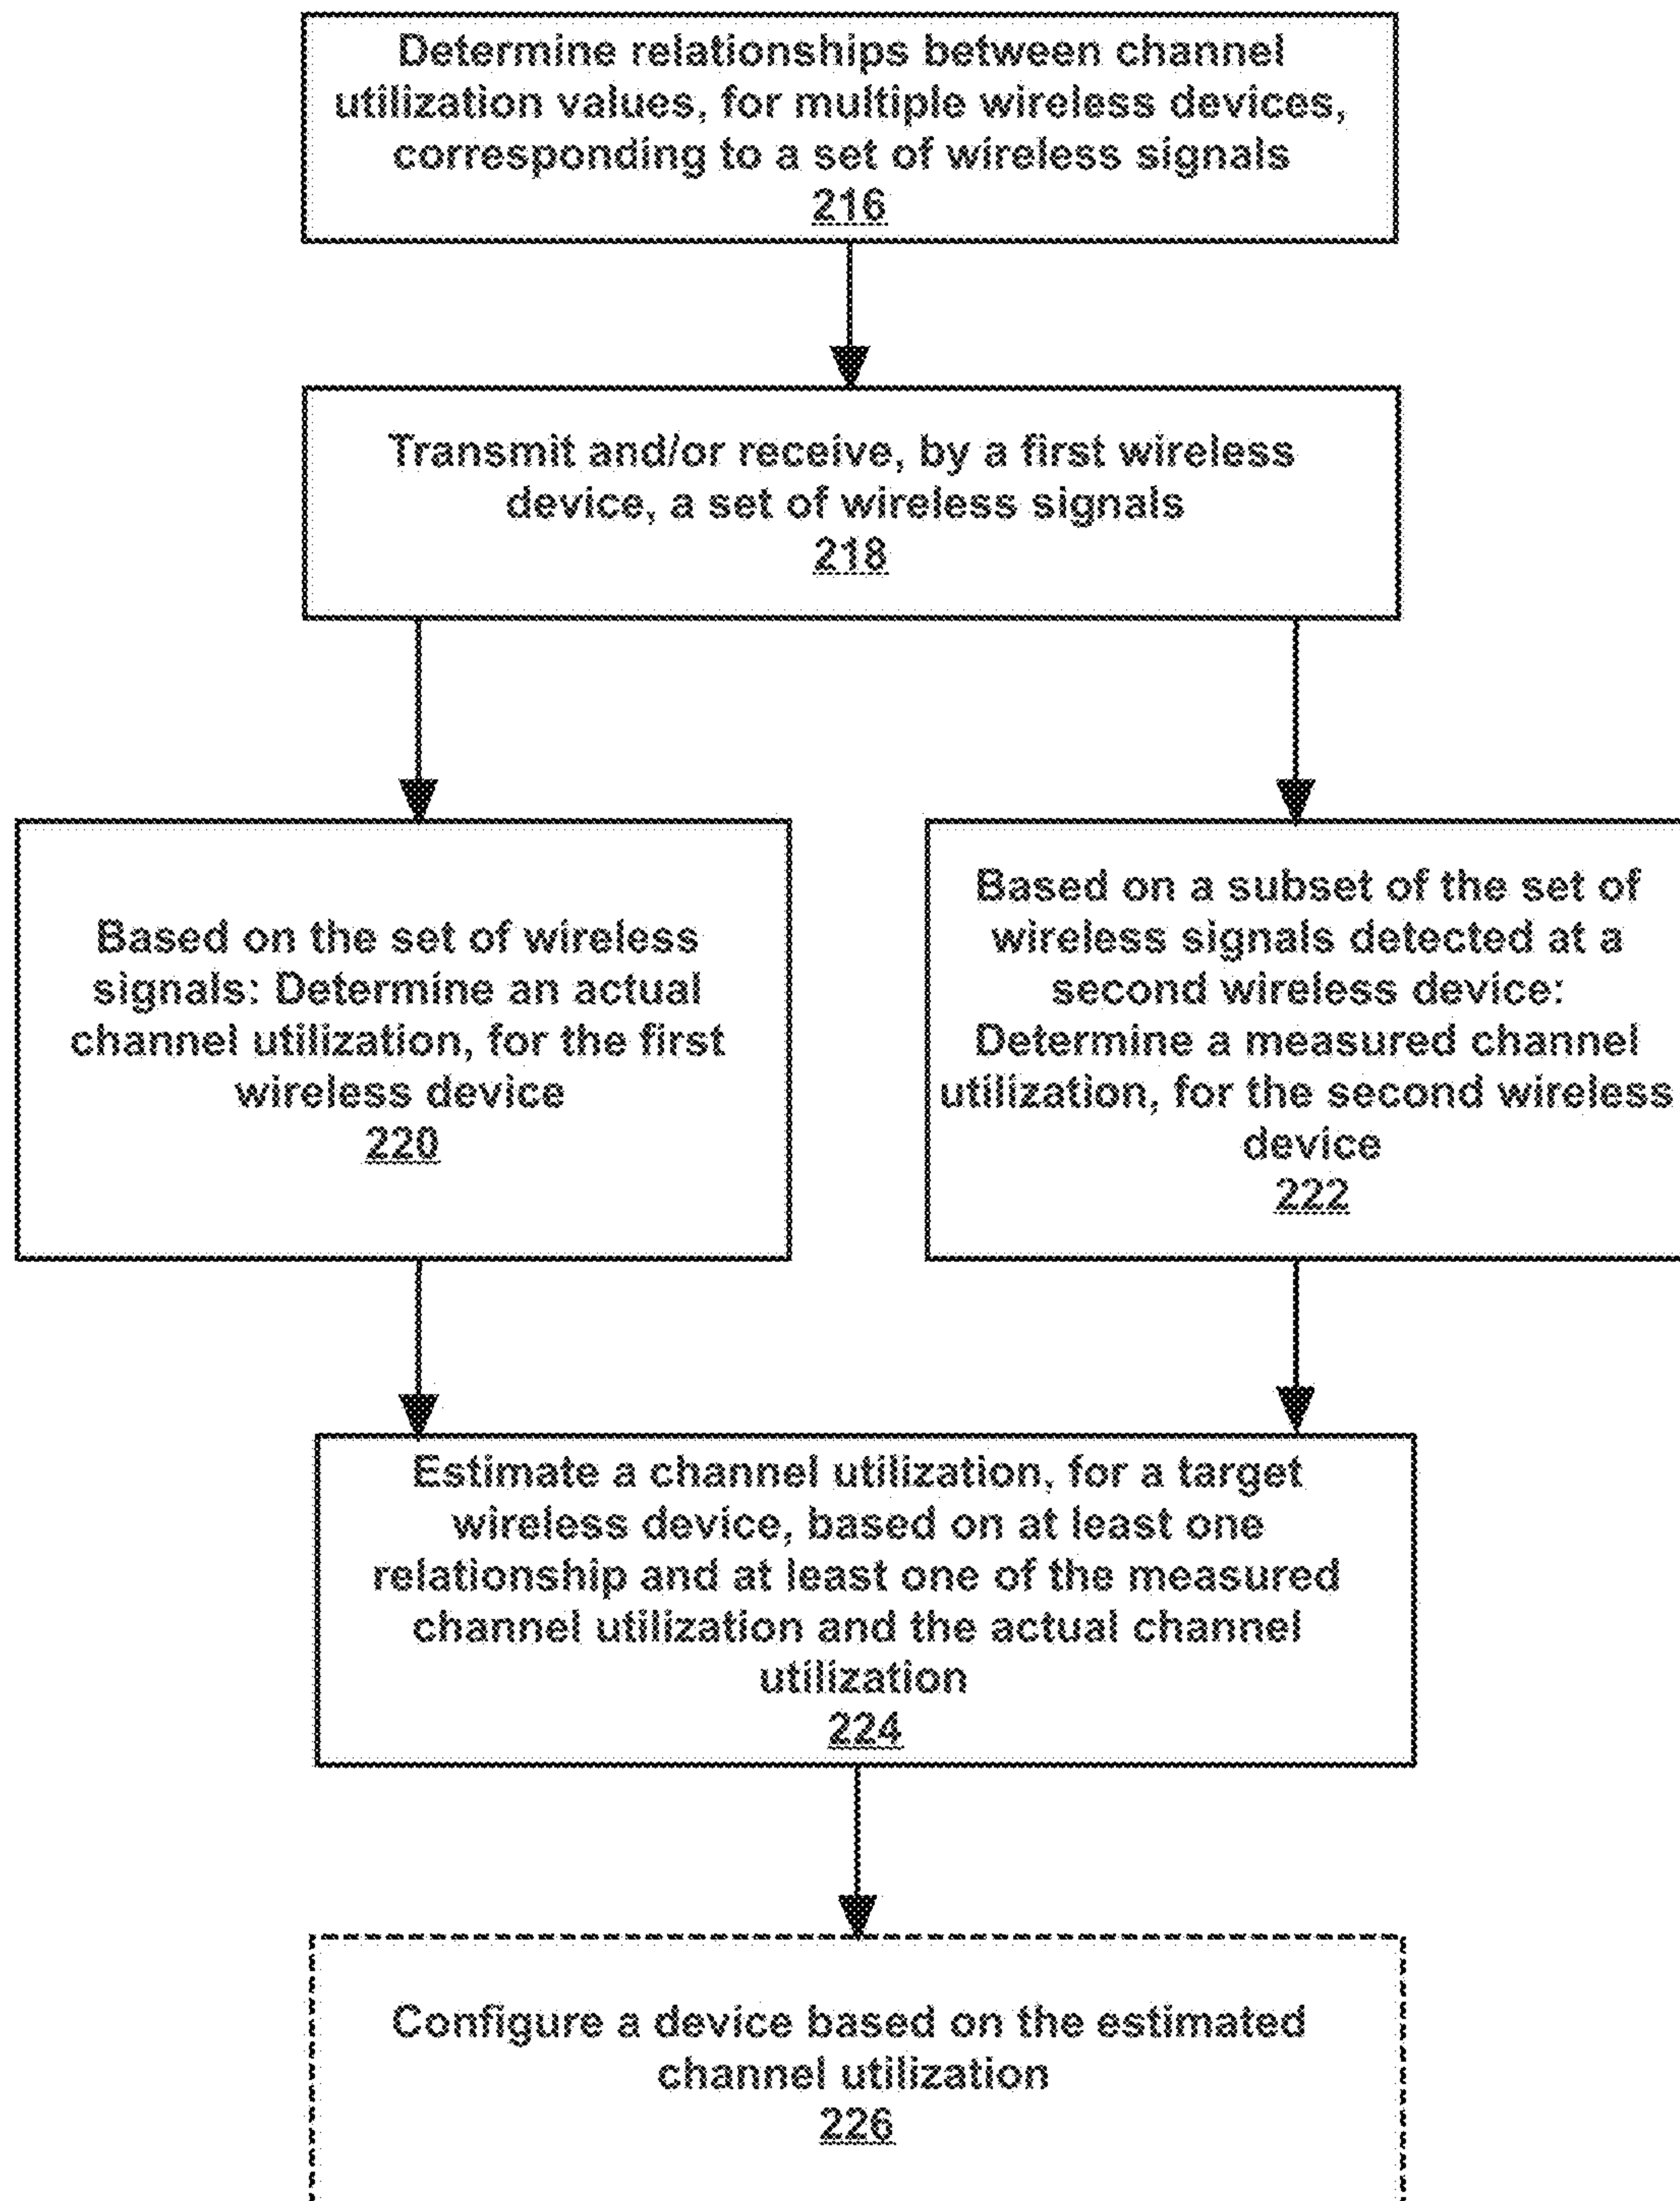 Determine relationships between channel
utilization values, for multiple wireless devices,
corresponding to a set of wireless signals
216
Transmit and/or receive, by a first wireless
device, a set of wireless signals
218
Based on the set of wireless
signals: Determine an actual
channel utilization, for the first
wireless device
220
Based on a subset of the set of
wireless signals detected at a
second wireless device:
Determine a measured channel
utilization, for the second wireless
device
222
Estimate a channel utilization, for a target
wireless device, based on at least one
relationship and at least one of the measured
channel utilization and the actual channel
utilization
224
Configure a device based on the estimated
channel utilization
226